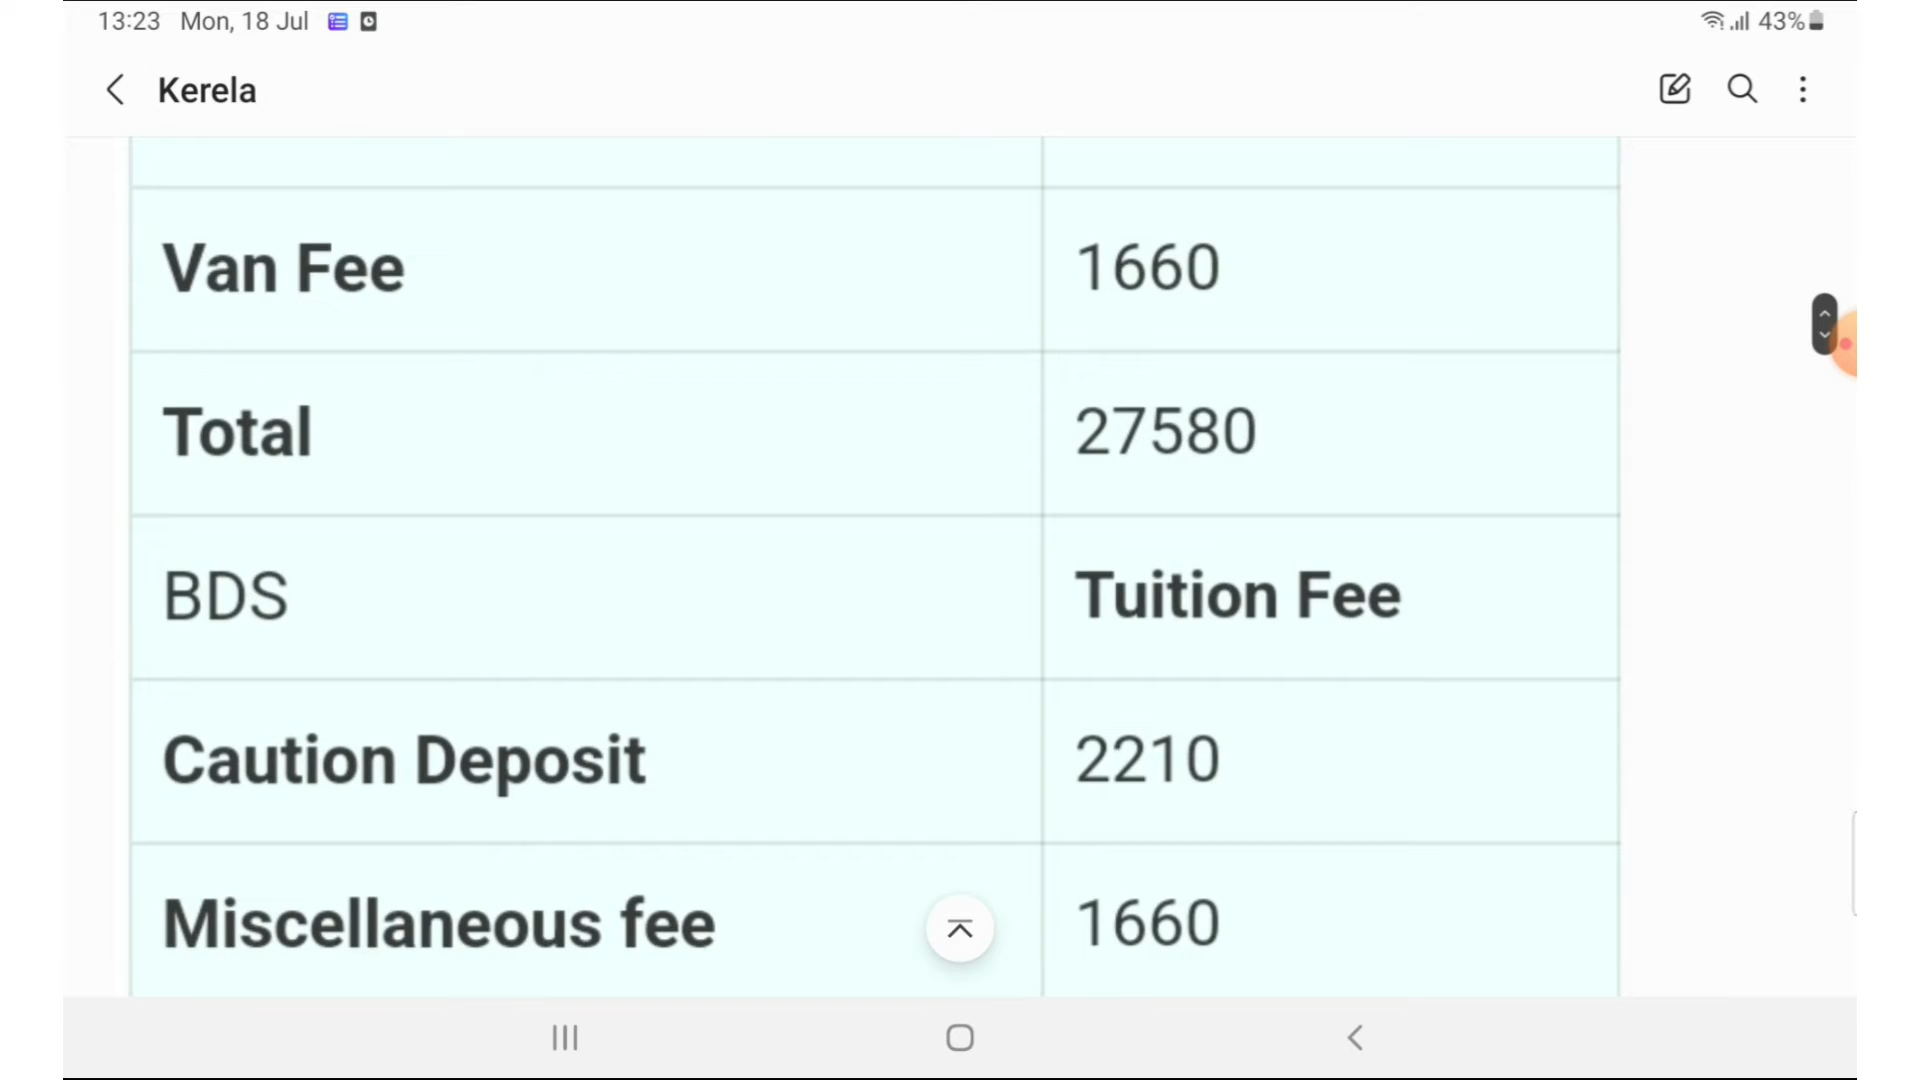 13:23 Mon, 18 Jul 43%
Kerela
Van Fee 1660
Total 27580
BDS Tuition Fee
Caution Deposit 2210
Miscellaneous fee 1660